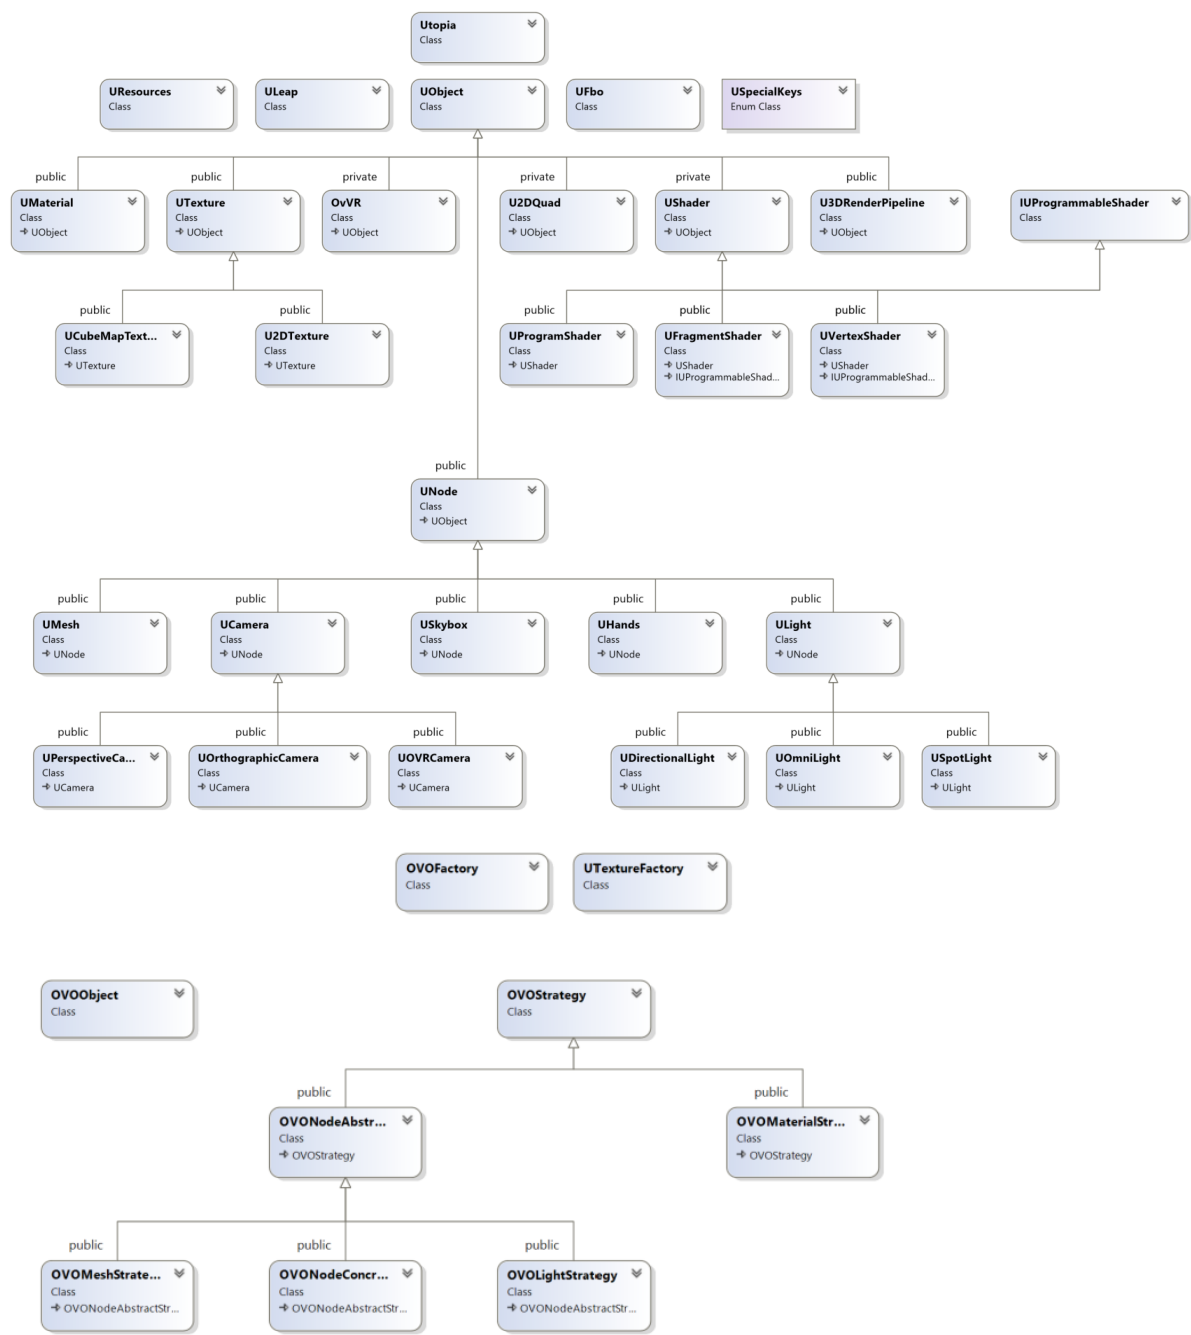 Utopia
Class
UResources
Class
ULeap
Class
UObject
Class
UFbo
Class
USpecialKeys
Enum Class
public
public
private
private
private
public
UMaterial
Class
UObject
UTexture
Class
UObject
OvVR
Class
UObject
U2DQuad
Class
UObject
UShader
Class
UObject
U3DRenderPipeline
Class
UObject
IUProgrammableShader
Class
public
public
public
public
public
UCubeMapText...
Class
UTexture
U2DTexture
Class
UTexture
UProgramShader
Class
UShader
UFragmentShader
Class
UShader
IUProgrammableShad...
UVertexShader
Class
UShader
IUProgrammableShad...
public
UNode
Class
UObject
public
public
public
public
public
UMesh
Class
UNode
UCamera
Class
UNode
USkybox
Class
UNode
UHands
Class
UNode
ULight
Class
UNode
public
public
public
public
public
public
UPerspectiveCa...
Class
UCamera
UOrthographicCamera
Class
UCamera
UOVRCamera
Class
UCamera
UDirectionalLight
Class
ULight
UOmniLight
Class
ULight
USpotLight
Class
ULight
OVOFactory
Class
UTextureFactory
Class
OVOObject
Class
OVOStrategy
Class
public
public
OVONodeAbstr...
Class
OVOStrategy
OVOMaterialStr...
Class
OVOStrategy
public
public
public
OVOMeshStrate...
Class
OVONodeAbstractStr...
OVONodeConcr...
Class
OVONodeAbstractStr...
OVOLightStrategy
Class
OVONodeAbstractStr...